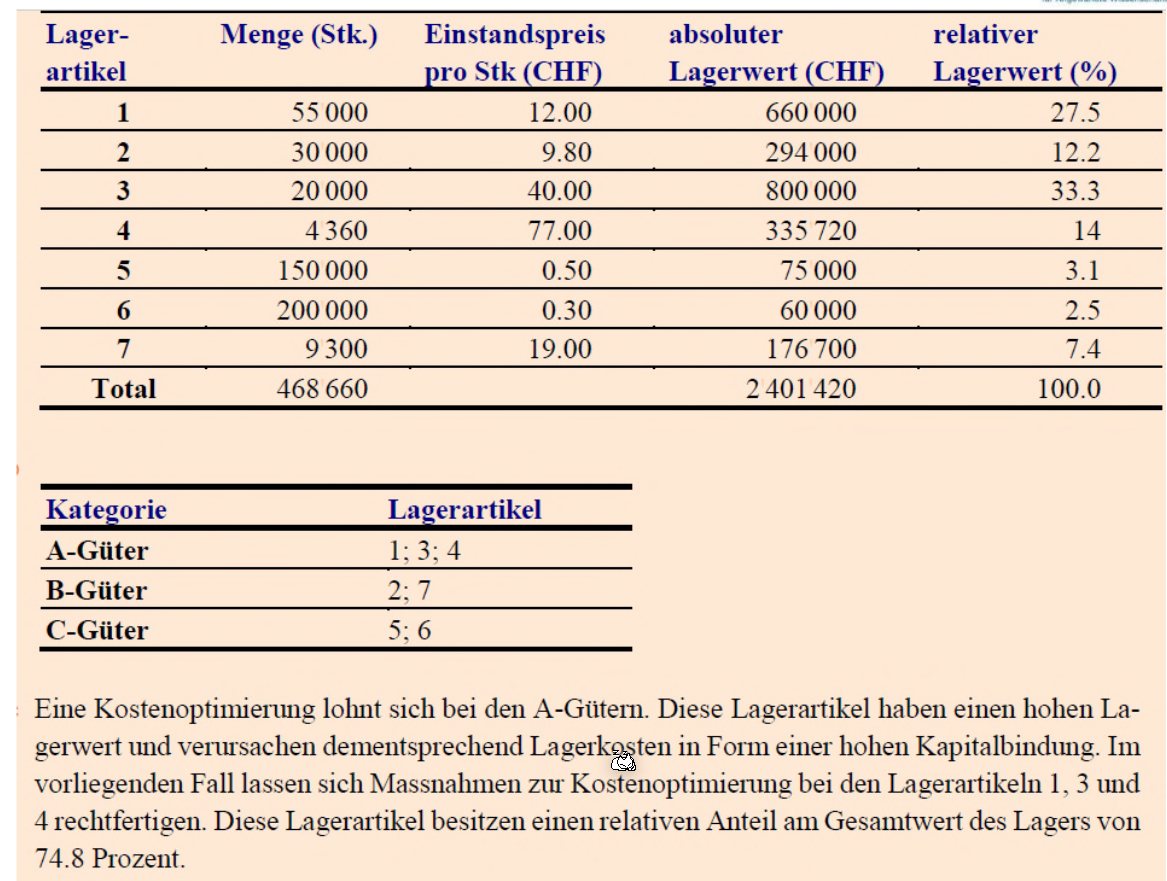 Lager-artikel Menge (Stk.) Einstandspreis pro Stk (CHF) absoluter Lagerwert (CHF) relativer Lagerwert (%)
1 55 000 12.00 660 000 27.5
2 30 000 9.80 294 000 12.2
3 20 000 40.00 800 000 33.3
4 4 360 77.00 335 720 14
5 150 000 0.50 75 000 3.1
6 200 000 0.30 60 000 2.5
7 9 300 19.00 176 700 7.4
Total 468 660 2 401 420 100.0
Kategorie Lagerartikel
A-Güter 1; 3; 4
B-Güter 2; 7
C-Güter 5; 6
Eine Kostenoptimierung lohnt sich bei den A-Gütern. Diese Lagerartikel haben einen hohen La-
gerwert und verursachen dementsprechend Lagerkosten in Form einer hohen Kapitalbindung. Im
vorliegenden Fall lassen sich Massnahmen zur Kostenoptimierung bei den Lagerartikeln 1, 3 und
4 rechtfertigen. Diese Lagerartikel besitzen einen relativen Anteil am Gesamtwert des Lagers von
74.8 Prozent.